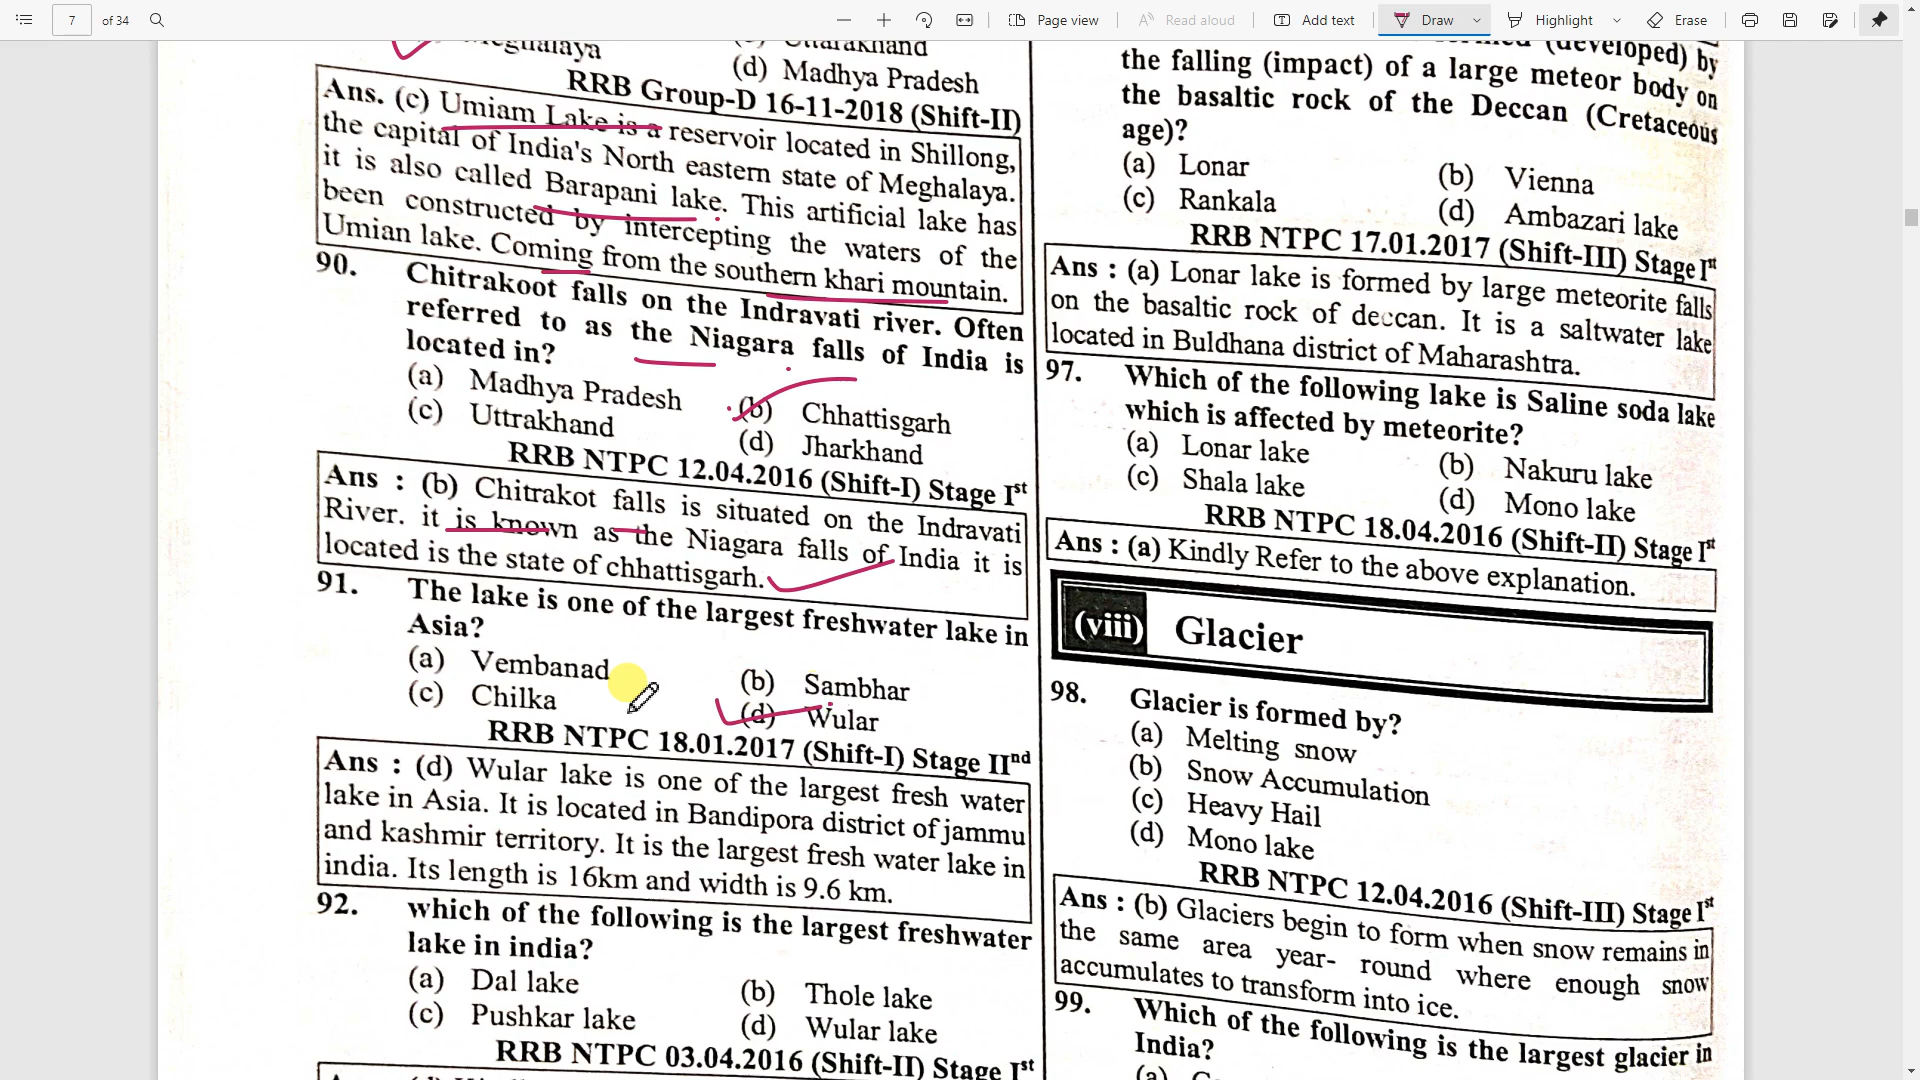 7 of 34
Page view
Read aloud
Add text
Draw
Highlight
Erase
Meghalaya
Uttarakhand
(d) Madhya Pradesh
RRB Group-D 16-11-2018 (Shift-II)
Ans. (c) Umiam Lake is a reservoir located in Shillong,
the capital of India's North eastern state of Meghalaya.
it is also called Barapani lake. This artificial lake has
been constructed by intercepting the waters of the
Umian lake. Coming from the southern khari mountain.
90. Chitrakoot falls on the Indravati river. Often
referred to as the Niagara falls of India is
located in?
(a) Madhya Pradesh (b) Chhattisgarh
(c) Uttrakhand (d) Jharkhand
RRB NTPC 12.04.2016 (Shift-I) Stage Ist
Ans : (b) Chitrakot falls is situated on the Indravati
River. it is known as the Niagara falls of India it is
located is the state of chhattisgarh.
91. The lake is one of the largest freshwater lake in
Asia?
(a) Vembanad (b) Sambhar
(c) Chilka (d) Wular
RRB NTPC 18.01.2017 (Shift-I) Stage IInd
Ans : (d) Wular lake is one of the largest fresh water
lake in Asia. It is located in Bandipora district of jammu
and kashmir territory. It is the largest fresh water lake in
india. Its length is 16km and width is 9.6 km.
92. which of the following is the largest freshwater
lake in india?
(a) Dal lake (b) Thole lake
(c) Pushkar lake (d) Wular lake
RRB NTPC 03.04.2016 (Shift-II) Stage Ist
(developed) by
the falling (impact) of a large meteor body on
the basaltic rock of the Deccan (Cretaceous
age)?
(a) Lonar (b) Vienna
(c) Rankala (d) Ambazari lake
RRB NTPC 17.01.2017 (Shift-III) Stage Ist
Ans : (a) Lonar lake is formed by large meteorite falls
on the basaltic rock of deccan. It is a saltwater lake
located in Buldhana district of Maharashtra.
97. Which of the following lake is Saline soda lake
which is affected by meteorite?
(a) Lonar lake (b) Nakuru lake
(c) Shala lake (d) Mono lake
RRB NTPC 18.04.2016 (Shift-II) Stage Ist
Ans : (a) Kindly Refer to the above explanation.
(viii) Glacier
98. Glacier is formed by?
(a) Melting snow
(b) Snow Accumulation
(c) Heavy Hail
(d) Mono lake
RRB NTPC 12.04.2016 (Shift-III) Stage Ist
Ans : (b) Glaciers begin to form when snow remains in
the same area year- round where enough snow
accumulates to transform into ice.
99. Which of the following is the largest glacier in
India?